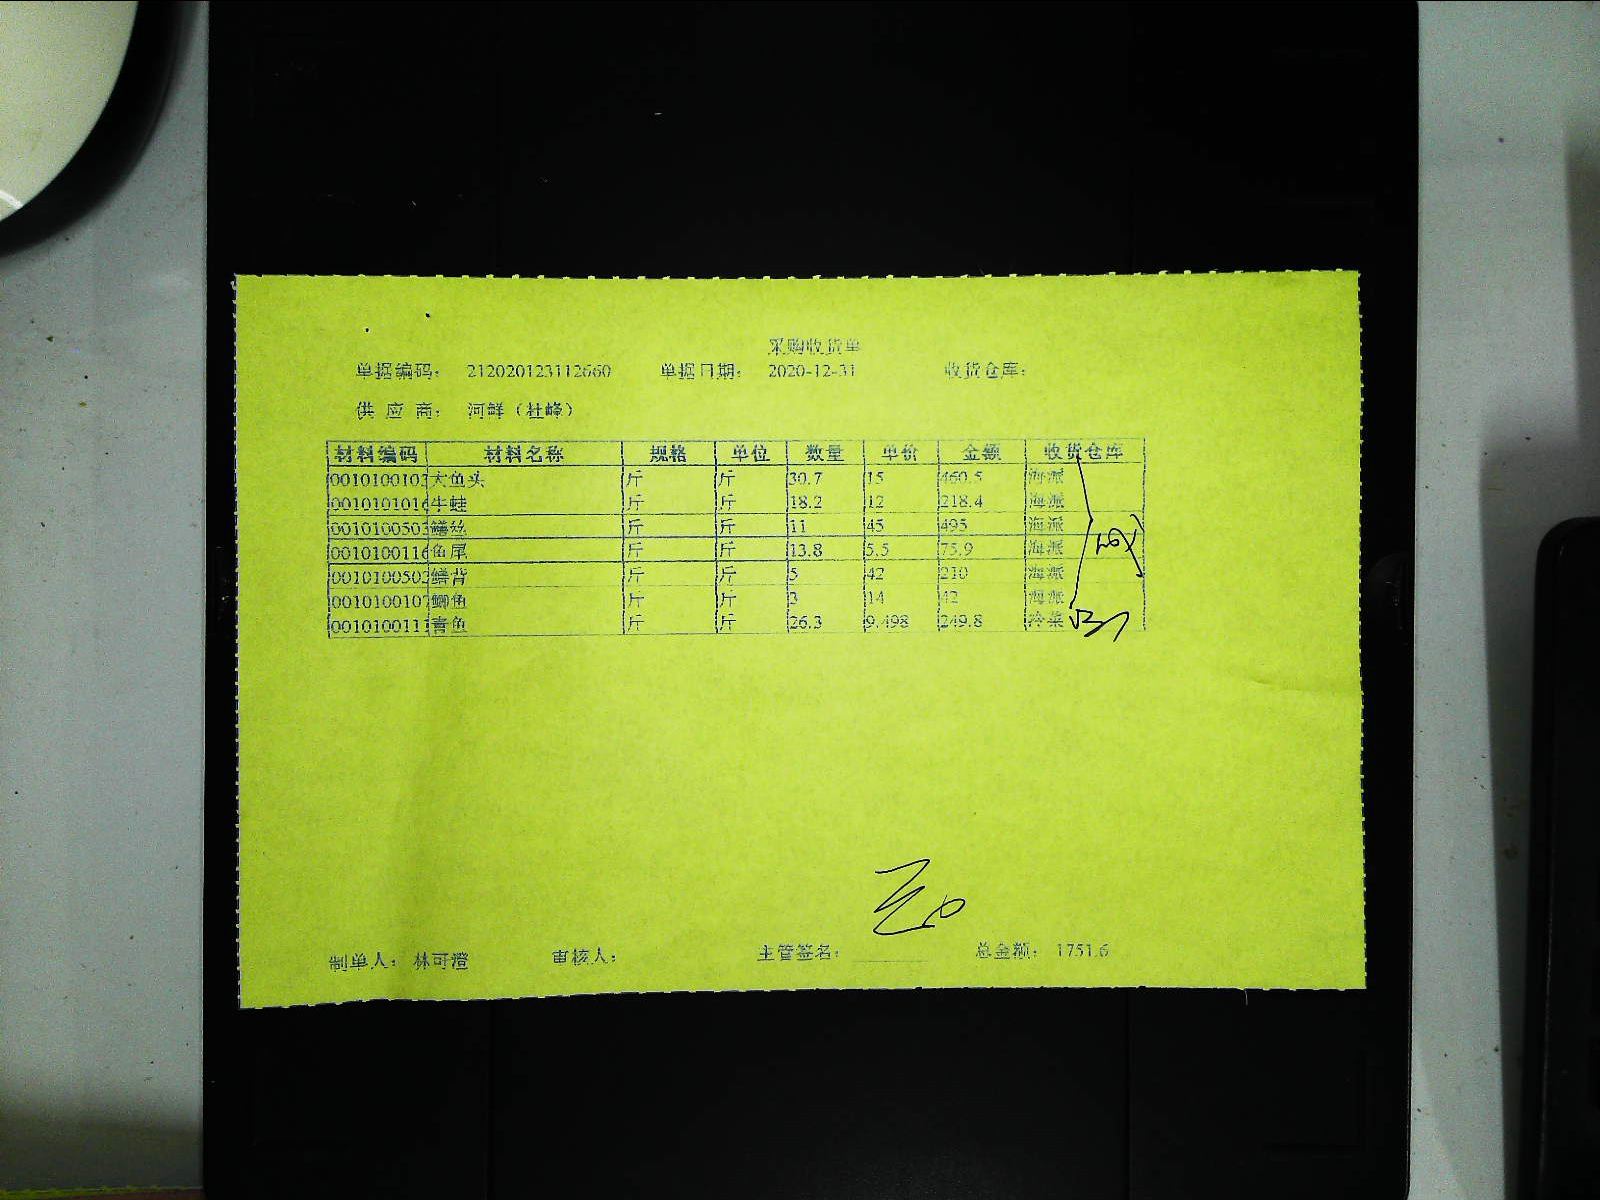 采购收货单
单据编码： 212020123112660 单据日期： 2020-12-31 收货仓库：
供 应 商： 河鲜（杜峰）
材料编码 材料名称 规格 单位 数量 单价 金额 收货仓库
0010100103 大鱼头 斤 斤 30.7 15 460.5 海派
0010101016 牛蛙 斤 斤 18.2 12 218.4 海派
0010100503 鳝丝 斤 斤 11 45 495 海派
0010100116 鱼尾 斤 斤 13.8 5.5 75.9 海派
0010100502 鳝背 斤 斤 5 42 210 海派
0010100107 鲫鱼 斤 斤 3 14 42 海派
0010100117 青鱼 斤 斤 26.3 9.498 249.8 冷菜
制单人： 林可澄 审核人： 主管签名： 总金额： 1751.6